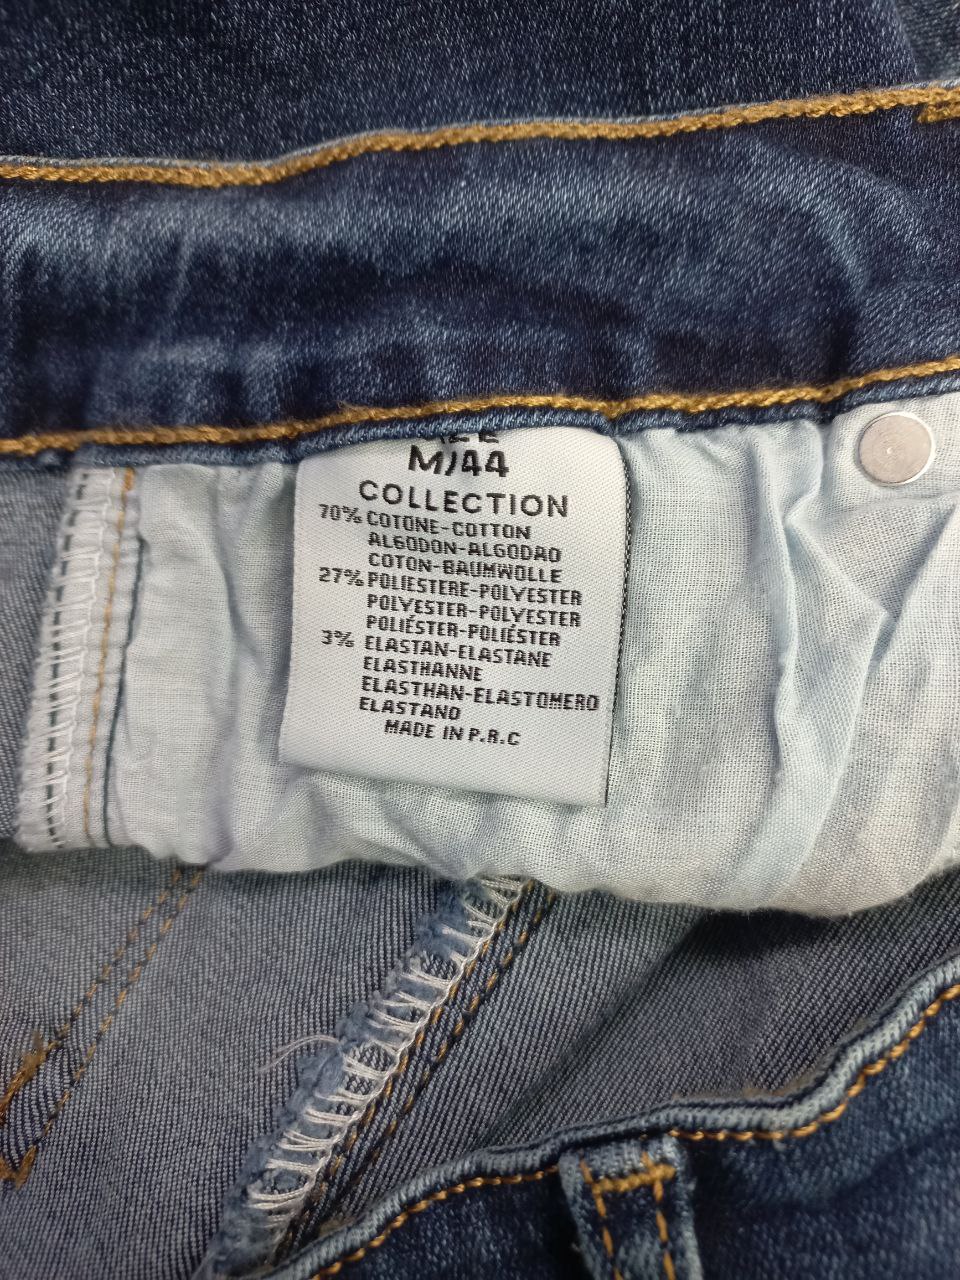 M/44
COLLECTION
70% COTONE-COTTON
ALGODON-ALGODAO
COTON-BAUMWOLLE
27% POLIESTERE-POLYESTER
POLYESTER-POLYESTER
POLIÉSTER-POLIÉSTER
3% ELASTAN-ELASTANE
ELASTHANNE
ELASTHAN-ELASTOMERO
ELASTANO
MADE IN P.R.C